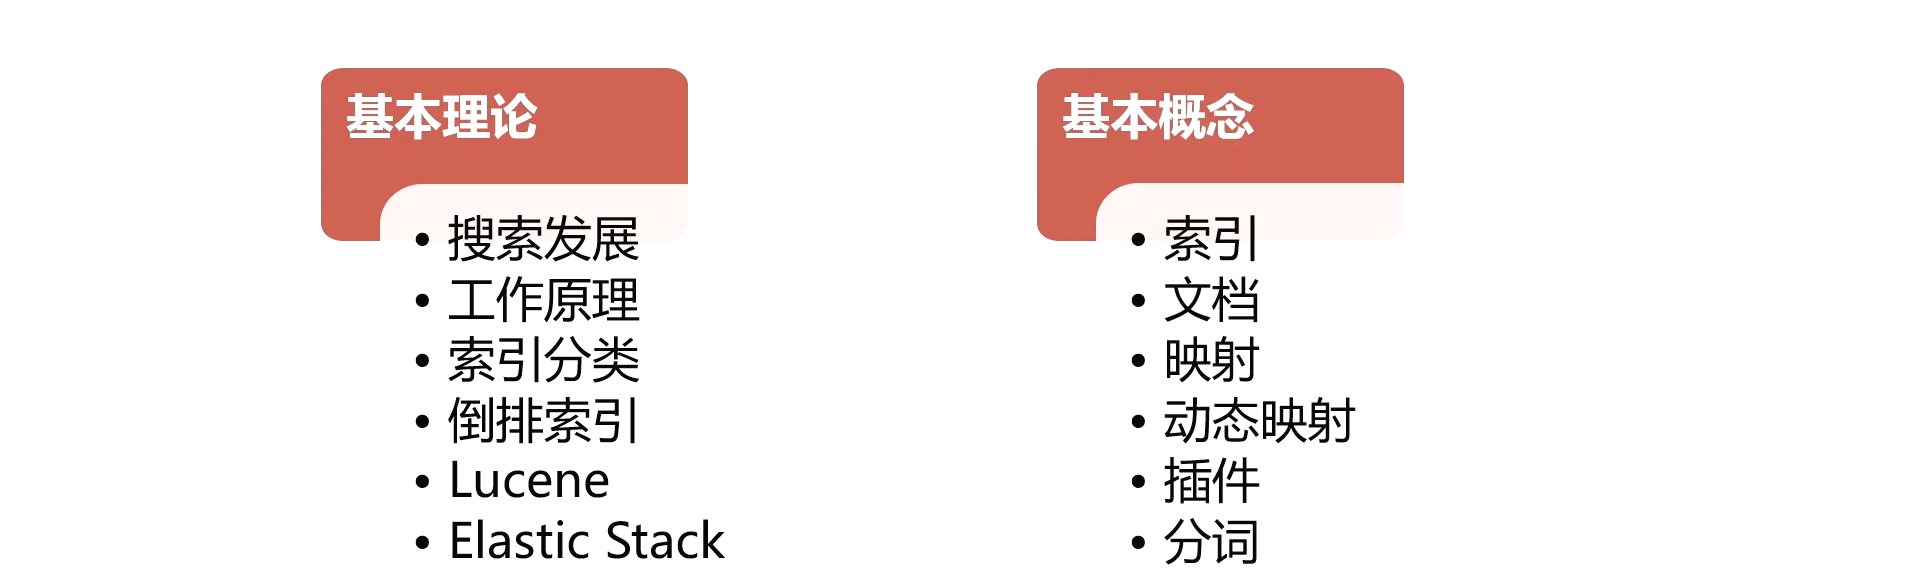 基本理论
• 搜索发展
• 工作原理
• 索引分类
• 倒排索引
• Lucene
• Elastic Stack
基本概念
• 索引
• 文档
• 映射
• 动态映射
• 插件
• 分词